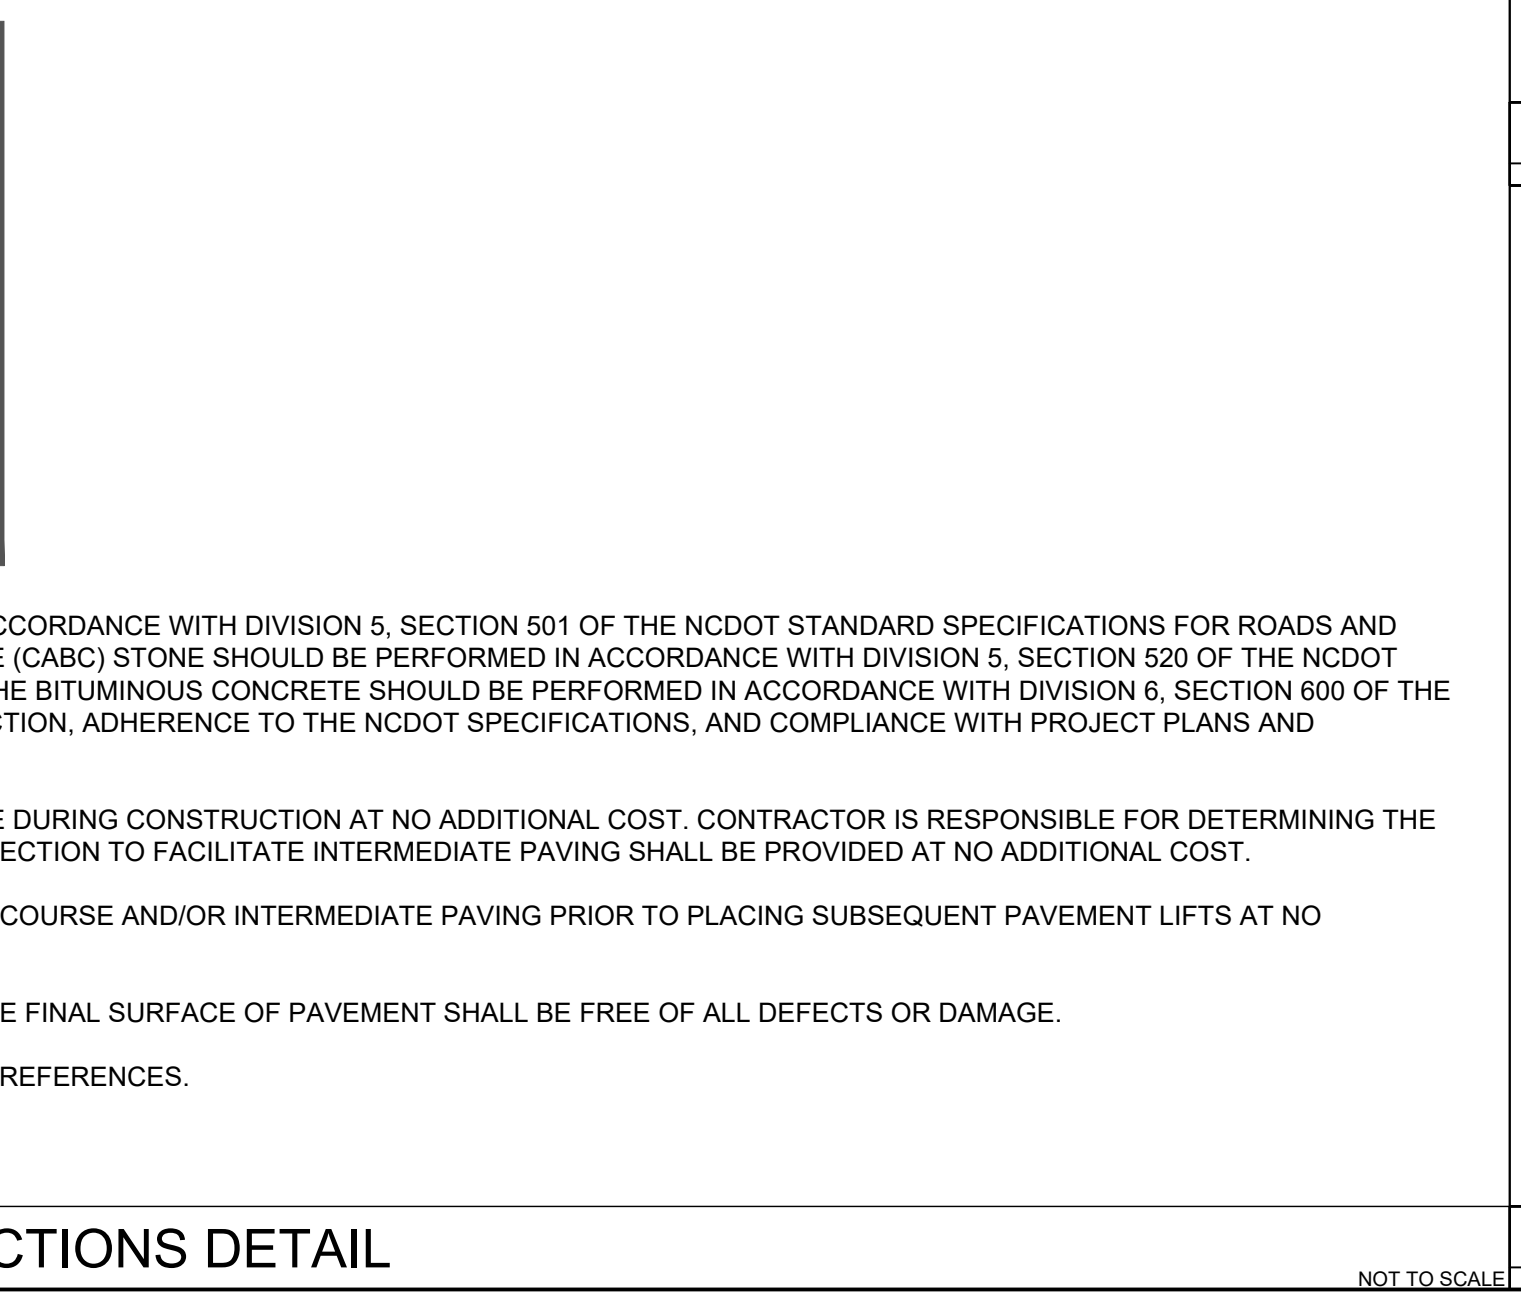 CCORDANCE WITH DIVISION 5, SECTION 501 OF THE NCDOT STANDARD SPECIFICATIONS FOR ROADS AND
E (CABC) STONE SHOULD BE PERFORMED IN ACCORDANCE WITH DIVISION 5, SECTION 520 OF THE NCDOT
HE BITUMINOUS CONCRETE SHOULD BE PERFORMED IN ACCORDANCE WITH DIVISION 6, SECTION 600 OF THE
CTION, ADHERENCE TO THE NCDOT SPECIFICATIONS, AND COMPLIANCE WITH PROJECT PLANS AND
E DURING CONSTRUCTION AT NO ADDITIONAL COST. CONTRACTOR IS RESPONSIBLE FOR DETERMINING THE
ECTION TO FACILITATE INTERMEDIATE PAVING SHALL BE PROVIDED AT NO ADDITIONAL COST.
COURSE AND/OR INTERMEDIATE PAVING PRIOR TO PLACING SUBSEQUENT PAVEMENT LIFTS AT NO
E FINAL SURFACE OF PAVEMENT SHALL BE FREE OF ALL DEFECTS OR DAMAGE.
REFERENCES.
CTIONS DETAIL
NOT TO SCALE